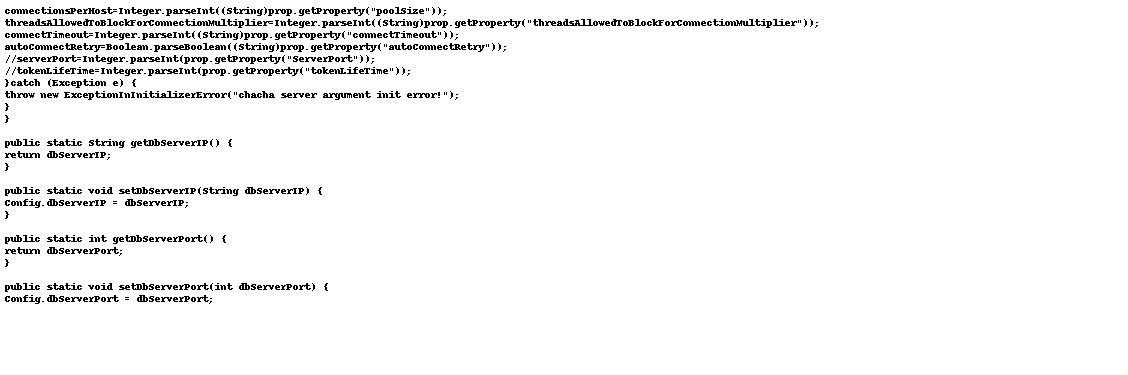 connectionsPerHost=Integer.parseInt((String)prop.getProperty("poolSize"));
threadsAllowedToBlockForConnectionMultiplier=Integer.parseInt((String)prop.getProperty("threadsAllowedToBlockForConnectionMultiplier"));
connectTimeout=Integer.parseInt((String)prop.getProperty("connectTimeout"));
autoConnectRetry=Boolean.parseBoolean((String)prop.getProperty("autoConnectRetry"));
//serverPort=Integer.parseInt(prop.getProperty("ServerPort"));
//tokenLifeTime=Integer.parseInt(prop.getProperty("tokenLifeTime"));
}catch (Exception e) {
throw new ExceptionInInitializerError("chacha server argument init error!");
}
}
public static String getDbServerIP() {
return dbServerIP;
}
public static void setDbServerIP(String dbServerIP) {
Config.dbServerIP = dbServerIP;
}
public static int getDbServerPort() {
return dbServerPort;
}
public static void setDbServerPort(int dbServerPort) {
Config.dbServerPort = dbServerPort;